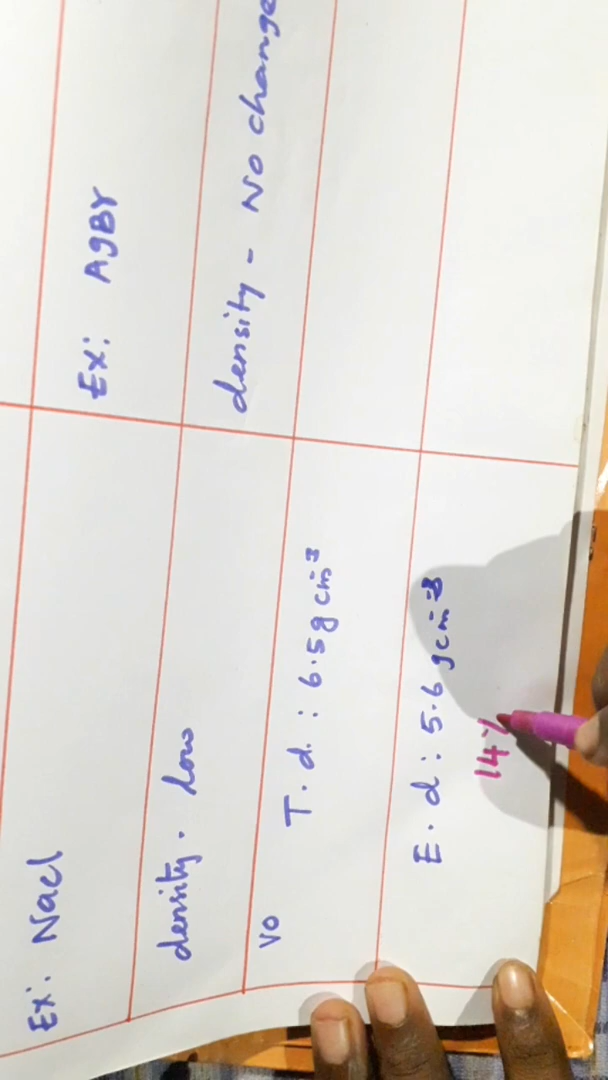 Ex: Nacl
Ex: AgBr
density. Low
density - No change
VO
T.d. : 6.5g cm-3
E.d : 5.6 gcm-3
14%